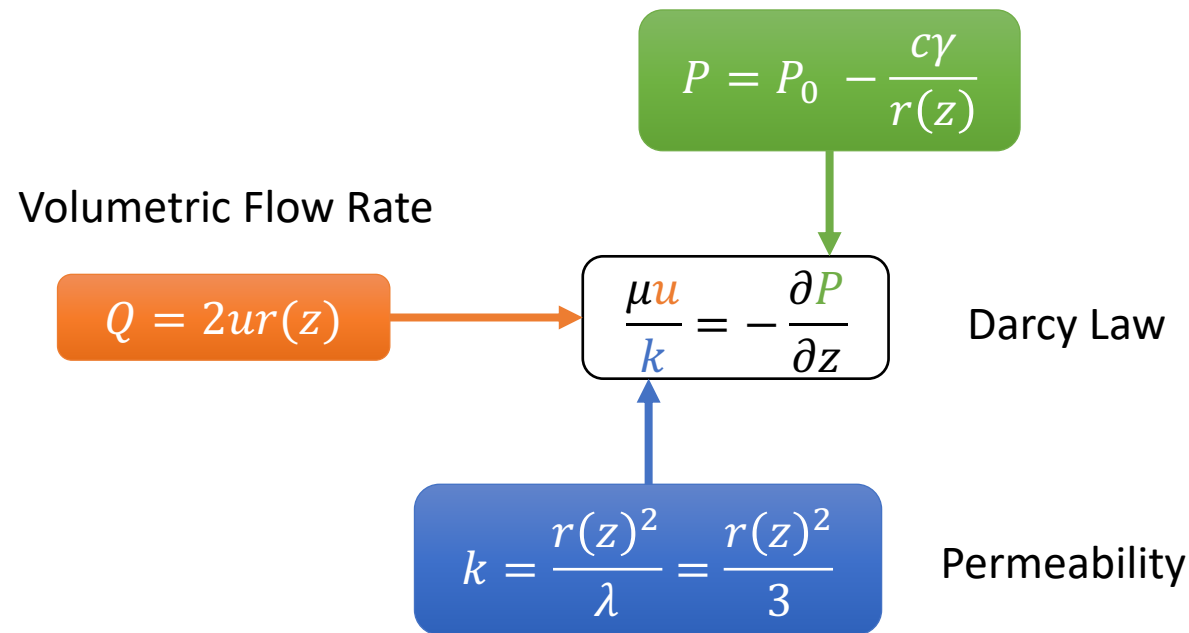 P = P₀ − cγ / r(z)
Volumetric Flow Rate
Q = 2ur(z)
μu / k = − ∂P / ∂z
Darcy Law
k = r(z)² / λ = r(z)² / 3
Permeability